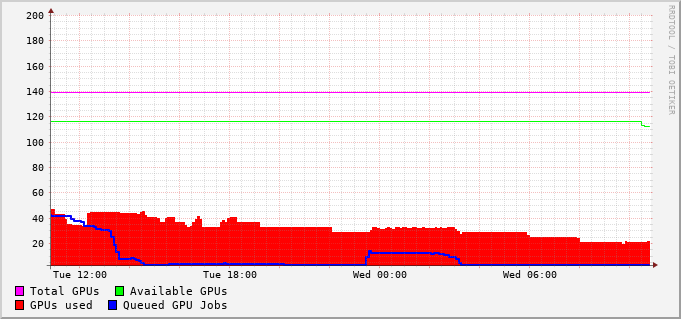 200
180
160
140
120
100
80
60
40
20
Tue 12:00 Tue 18:00 Wed 00:00 Wed 06:00
Total GPUs Available GPUs
GPUs used Queued GPU Jobs
RRDTOOL / TOBI OETIKER